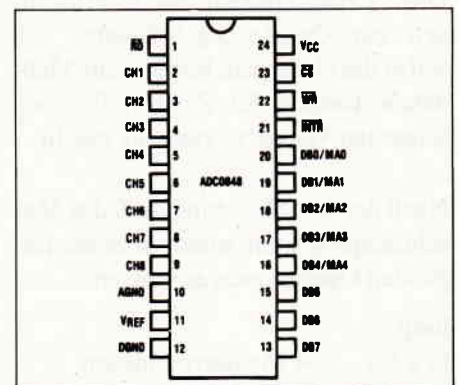 RD 1 24 VCC
CH1 2 23 CS
CH2 3 22 WR
CH3 4 21 INTR
CH4 5 20 DB0/MA0
CH5 6 ADC0848 19 DB1/MA1
CH6 7 18 DB2/MA2
CH7 8 17 DB3/MA3
CH8 9 16 DB4/MA4
AGND 10 15 DB5
VREF 11 14 DB6
DGND 12 13 DB7